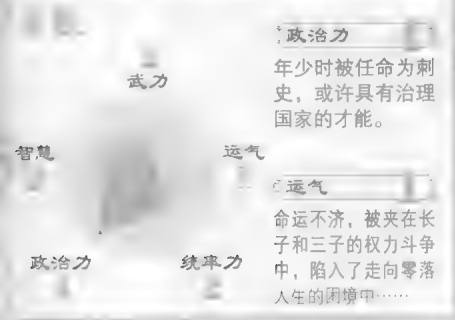 武力
智慧
运气
政治力
统率力
政治力
年少时被任命为刺
史，或许具有治理
国家的才能。
运气
命运不济，被夹在长
子和三子的权力斗争
中，陷入了走向零落
人生的困境中……